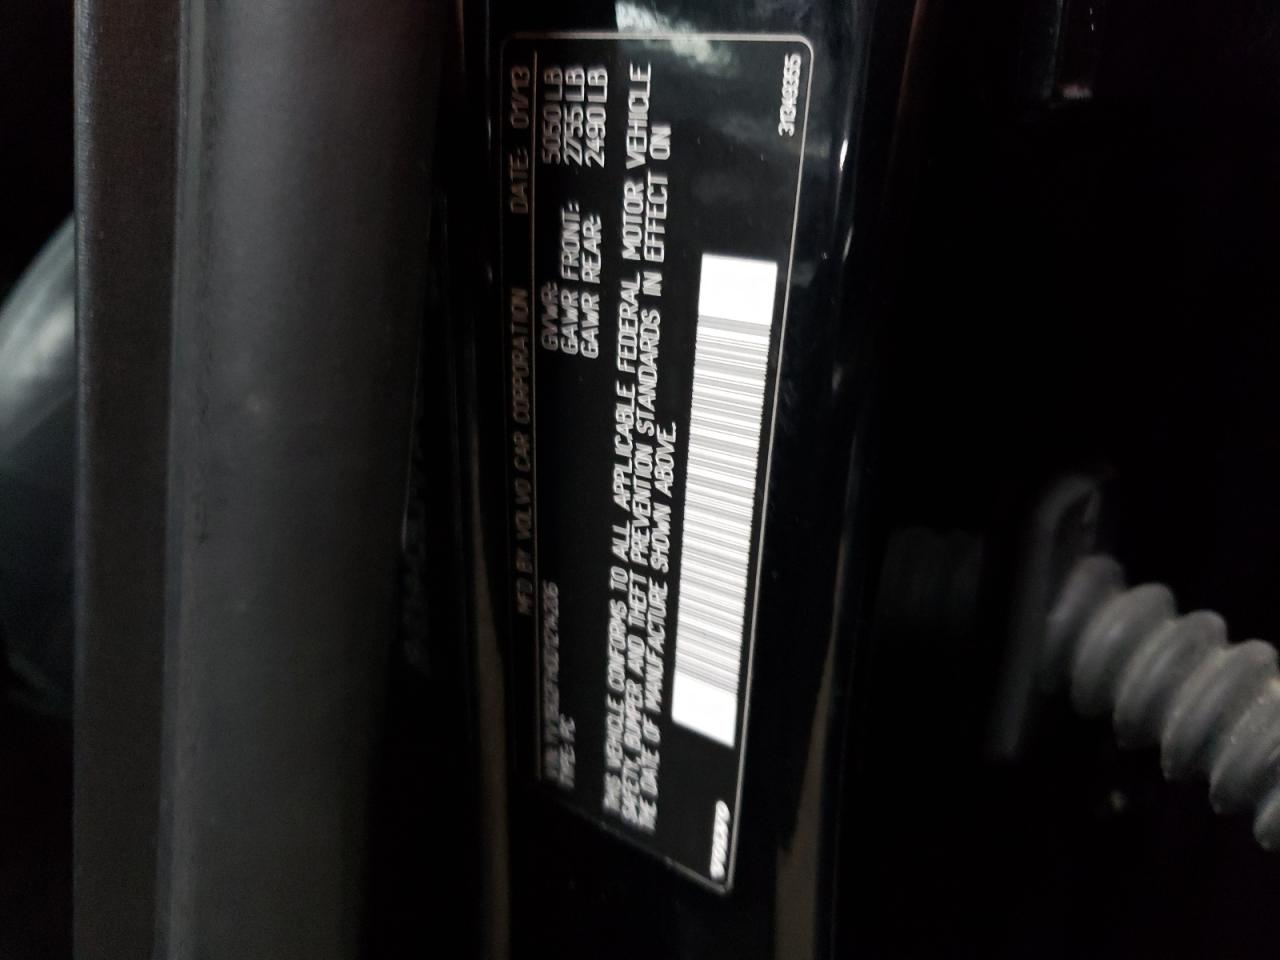 MFD BY VOLVO CAR CORPORATION DATE: 01/13
GVWR: 5050 LB
GAWR FRONT: 2755 LB
GAWR REAR: 2490 LB
TYPE: PC
THIS VEHICLE CONFORMS TO ALL APPLICABLE FEDERAL MOTOR VEHICLE
SAFETY, BUMPER AND THEFT PREVENTION STANDARDS IN EFFECT ON
THE DATE OF MANUFACTURE SHOWN ABOVE.
31349355